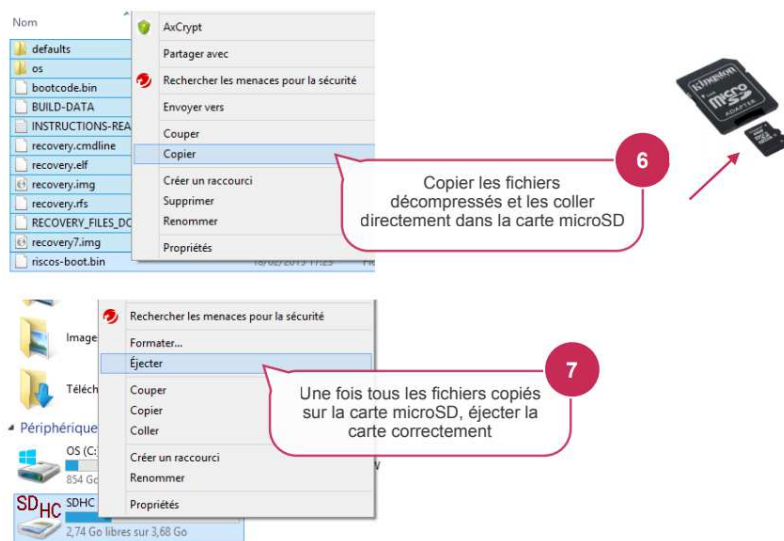 Nom
defaults
os
bootcode.bin
BUILD-DATA
INSTRUCTIONS-REA
recovery.cmdline
recovery.elf
recovery.img
recovery.rfs
RECOVERY_FILES_DC
recovery7.img
riscos-boot.bin
AxCrypt
Partager avec
Rechercher les menaces pour la sécurité
Envoyer vers
Couper
Copier
Créer un raccourci
Supprimer
Renommer
Propriétés
6
Copier les fichiers
décompressés et les coller
directement dans la carte microSD
Kingston
micro
SD
ADAPTER
Image
Téléch
Périphérique
OS (C:
854 Go
SDHC
SDHC
2,74 Go libres sur 3,68 Go
Rechercher les menaces pour la sécurité
Formater...
Éjecter
Couper
Copier
Coller
Créer un raccourci
Renommer
Propriétés
7
Une fois tous les fichiers copiés
sur la carte microSD, éjecter la
carte correctement